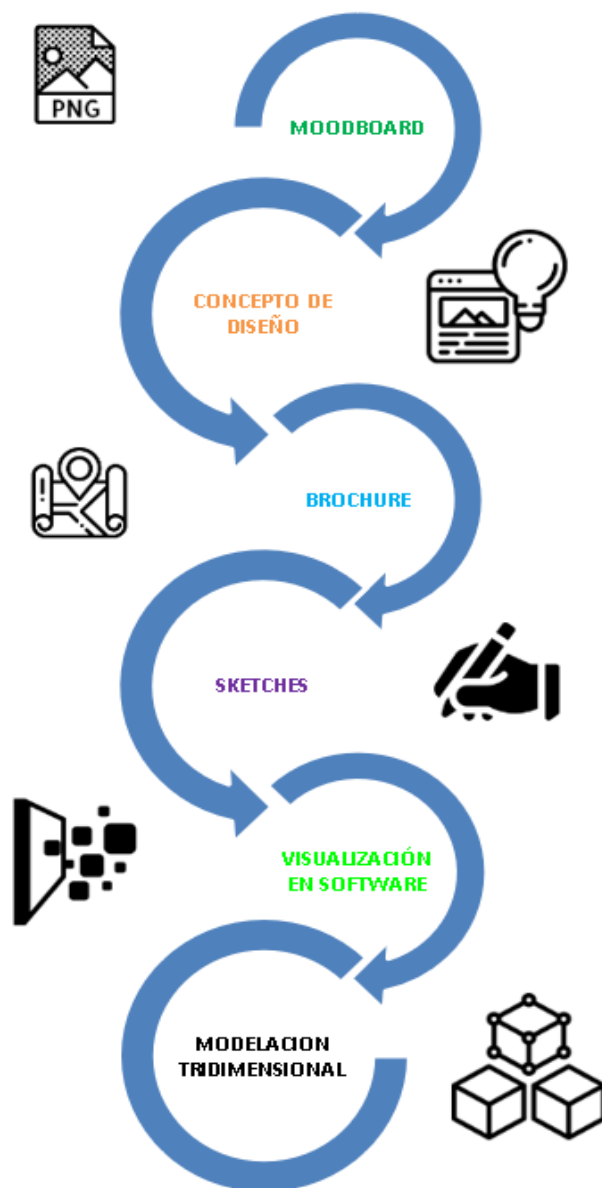 PNG
MOODBOARD
CONCEPTO DE
DISEÑO
BROCHURE
SKETCHES
VISUALIZACIÓN
EN SOFTWARE
MODELACION
TRIDIMENSIONAL